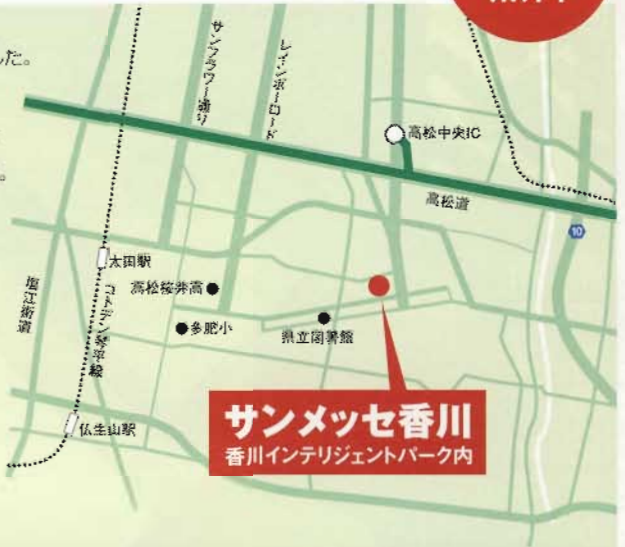 た。
サンフラワー通り
レインボーロード
高松中央IC
高松道
10
太田駅
高松桜井高
塩江街道
コトデン琴平線
多肥小
県立図書館
サンメッセ香川
香川インテリジェントパーク内
仏生山駅